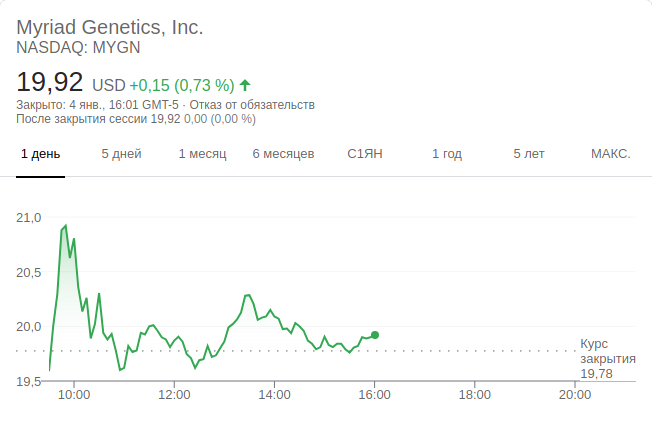 Myriad Genetics, Inc.
NASDAQ: MYGN
19,92 USD +0,15 (0,73 %)
Закрыто: 4 янв., 16:01 GMT-5 · Отказ от обязательств
После закрытия сессии 19,92 0,00 (0,00 %)
1 день 5 дней 1 месяц 6 месяцев С1ЯН 1 год 5 лет МАКС.
21,0
20,5
20,0
Курс
закрытия
19,78
19,5
10:00 12:00 14:00 16:00 18:00 20:00